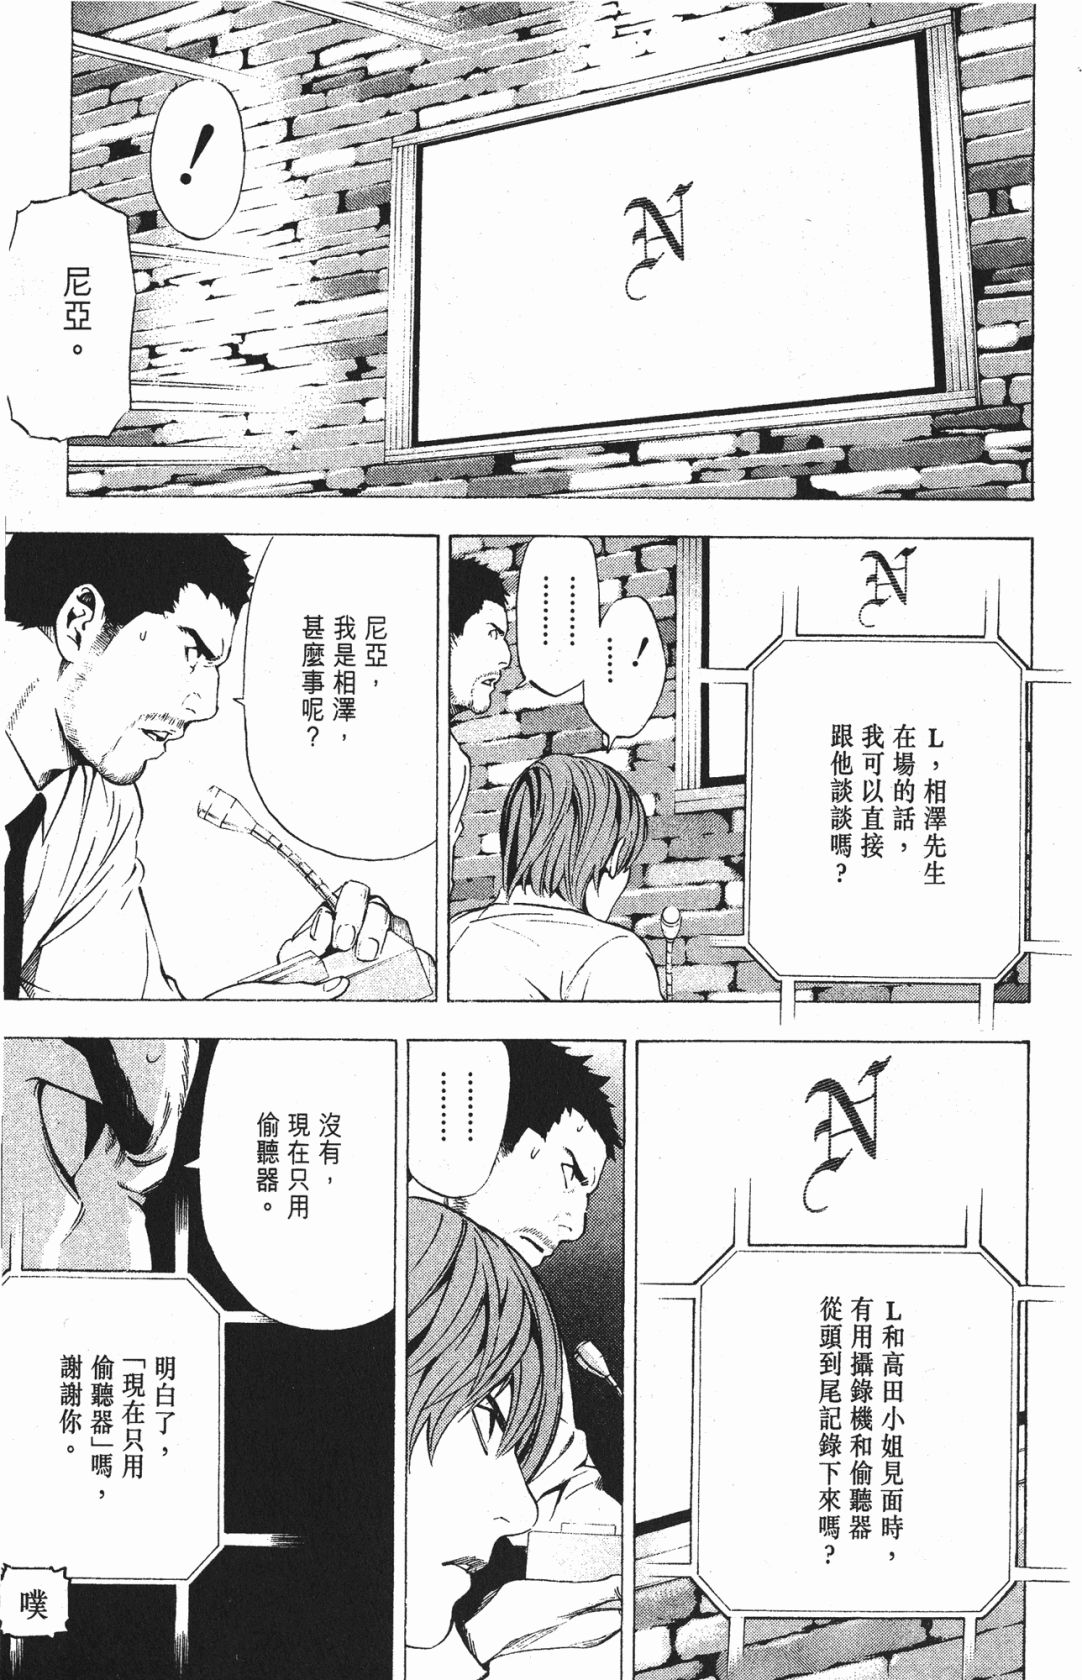 N
！
尼亞。
N
L，相澤先生
在場的話，
我可以直接
跟他談談嗎？
！
⋯⋯
⋯⋯⋯⋯
⋯⋯⋯⋯
尼亞，
我是相澤，
甚麼事呢？
N
L和高田小姐見面時，
有用攝錄機和偷聽器
從頭到尾記錄下來嗎？
⋯⋯⋯⋯
⋯⋯⋯⋯
沒有，
現在只用
偷聽器。
明白了，
「現在只用
偷聽器」嗎，
謝謝你。
噗